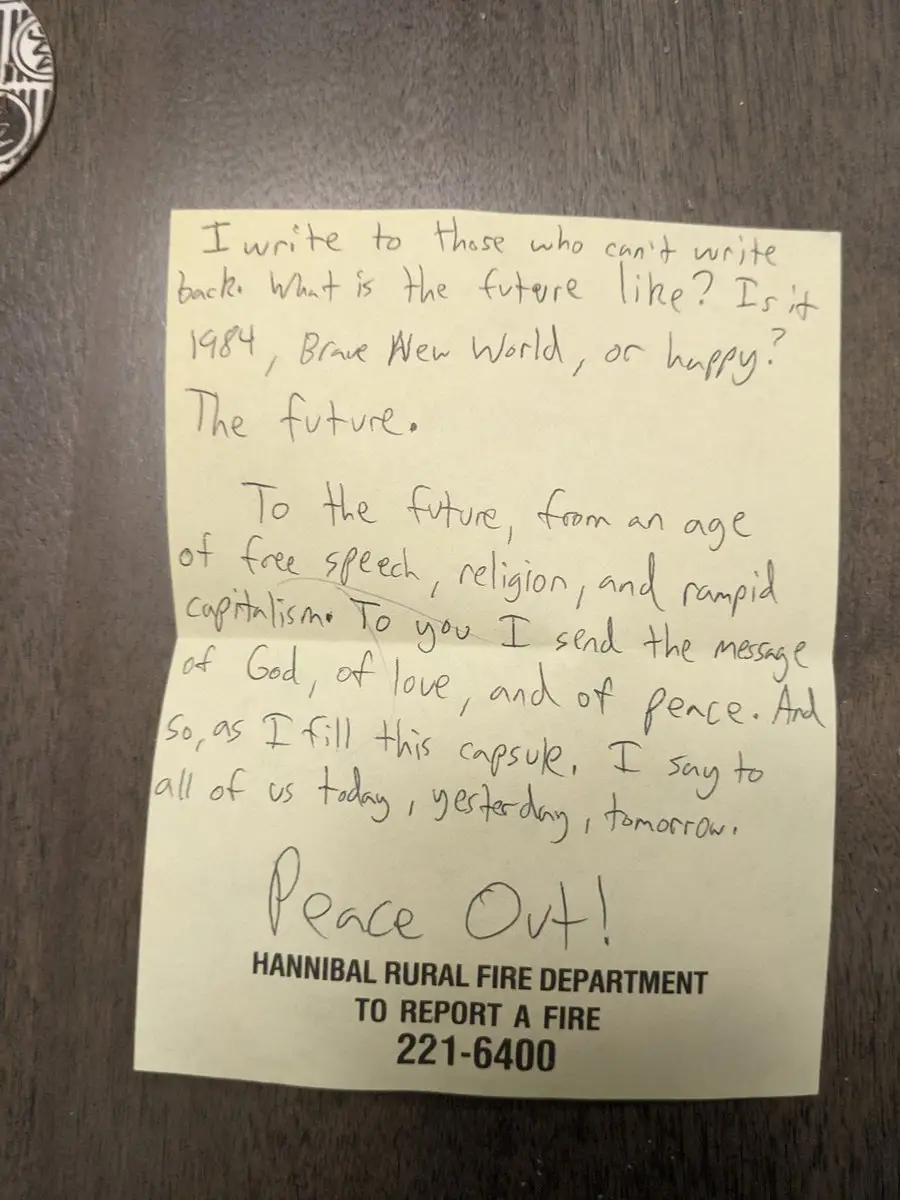 I write to those who can't write
back. What is the future like? Is it
1984, Brave New World, or happy?
The future.
To the future, from an age
of free speech, religion, and rampid
capitalism. To you I send the message
of God, of love, and of peace. And
so, as I fill this capsule, I say to
all of us today, yesterday, tomorrow.
Peace Out!
HANNIBAL RURAL FIRE DEPARTMENT
TO REPORT A FIRE
221-6400